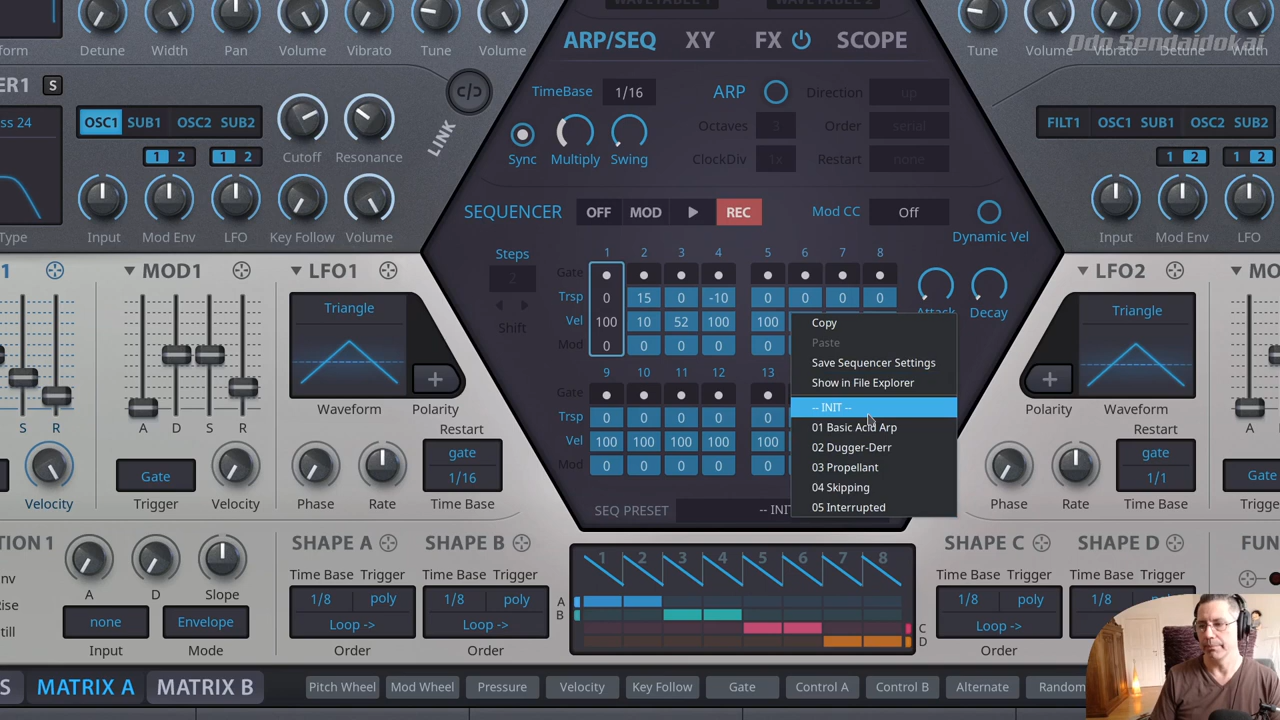 WAVETABLE 1 WAVETABLE 2
Detune Width Pan Volume Vibrato Tune Volume
ARP/SEQ XY FX SCOPE
Tune Volume Vibrato Detune Width
Odo Sendaidokai
S
TimeBase 1/16 ARP Direction up
Octaves 3 Order serial
Sync Multiply Swing ClockDiv 1x Restart none
OSC1 SUB1 OSC2 SUB2
1 2 1 2
Cutoff Resonance
LINK
Input Mod Env LFO Key Follow Volume
FILT1 OSC1 SUB1 OSC2 SUB2
1 2 1 2
Input Mod Env LFO
SEQUENCER OFF MOD REC Mod CC Off
Dynamic Vel
Steps 1 2 3 4 5 6 7 8
2 Gate
Trsp 0 15 0 -10 0 0 0 0
Shift Vel 100 10 52 100 100
Mod 0 0 0 0 0
Attack Decay
9 10 11 12 13
Gate
Trsp 0 0 0 0 0
Vel 100 100 100 100 100
Mod 0 0 0 0 0
SEQ PRESET
Copy
Paste
Save Sequencer Settings
Show in File Explorer
-- INIT --
01 Basic Acid Arp
02 Dugger-Derr
03 Propellant
04 Skipping
05 Interrupted
MOD1 LFO1
Triangle
Waveform Polarity
Restart
S R A D S R
Velocity Gate Trigger Velocity Phase Rate gate 1/16 Time Base
LFO2
Triangle
Polarity Waveform
Restart
A
Phase Rate gate 1/1 Time Base Gate
A D Slope
none Envelope
Input Mode
SHAPE A SHAPE B
Time Base Trigger Time Base Trigger
1/8 poly 1/8 poly
Loop -> Loop ->
Order Order
1 2 3 4 5 6 7 8
A
B
C
D
SHAPE C SHAPE D
Time Base Trigger Time Base Trigger
1/8 poly 1/8
Loop ->
Order
S MATRIX A MATRIX B Pitch Wheel Mod Wheel Pressure Velocity Key Follow Gate Control A Control B Alternate Random